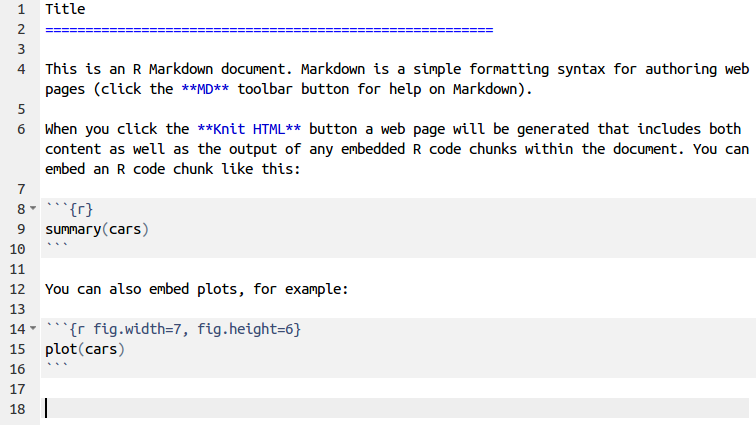 1 Title
2 ========================================================
3
4 This is an R Markdown document. Markdown is a simple formatting syntax for authoring web
pages (click the **MD** toolbar button for help on Markdown).
5
6 When you click the **Knit HTML** button a web page will be generated that includes both
content as well as the output of any embedded R code chunks within the document. You can
embed an R code chunk like this:
7
8 ```{r}
9 summary(cars)
10 ```
11
12 You can also embed plots, for example:
13
14 ```{r fig.width=7, fig.height=6}
15 plot(cars)
16 ```
17
18